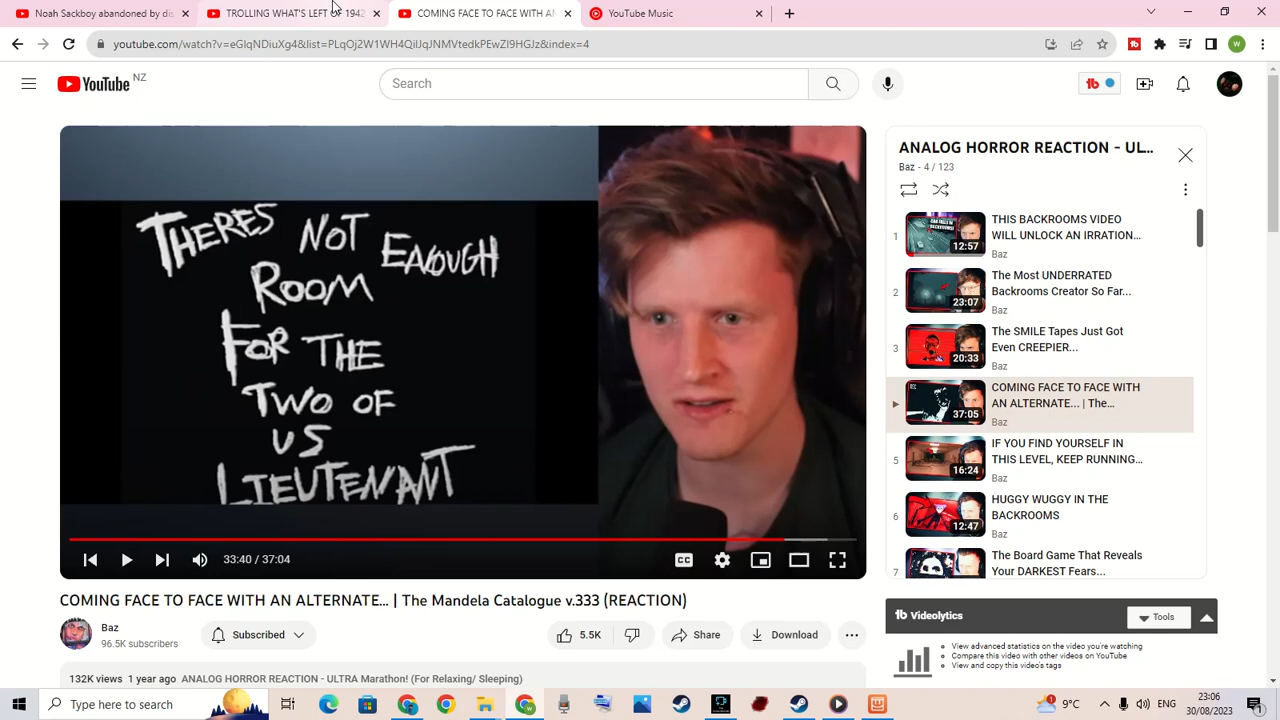 Noah Sackboy abandoned by dis
TROLLING WHAT'S LEFT OF 1942
COMING FACE TO FACE WITH AN
YouTube Music
youtube.com/watch?v=eGlqNDiuXg4&list=PLqOj2W1WH4QiIJqJNMVtedkPEwZDHGJz&index=4
YouTube NZ
Search
THERES NOT ENOUGH
ROOM
FOR THE
TWO OF
US
LIEUTENANT
33:40 / 37:04
CC
COMING FACE TO FACE WITH AN ALTERNATE... | The Mandela Catalogue v.333 (REACTION)
Baz
96.5K subscribers
Subscribed
5.5K
Share
Download
132K views 1 year ago ANALOG HORROR REACTION - ULTRA Marathon! (For Relaxing/ Sleeping)
ANALOG HORROR REACTION - UL...
Baz - 4 / 123
1
12:57
THIS BACKROOMS VIDEO
WILL UNLOCK AN IRRATION...
Baz
2
23:07
The Most UNDERRATED
Backrooms Creator So Far...
Baz
3
20:33
The SMILE Tapes Just Got
Even CREEPIER...
Baz
37:05
COMING FACE TO FACE WITH
AN ALTERNATE... | The...
Baz
5
16:24
IF YOU FIND YOURSELF IN
THIS LEVEL, KEEP RUNNING...
Baz
6
12:47
HUGGY WUGGY IN THE
BACKROOMS
Baz
7
The Board Game That Reveals
Your DARKEST Fears...
Videolytics
Tools
View advanced statistics on the video you're watching
Compare this video with other videos on YouTube
View and copy this video's tags
Type here to search
9°C
ENG
23:06
30/08/2023